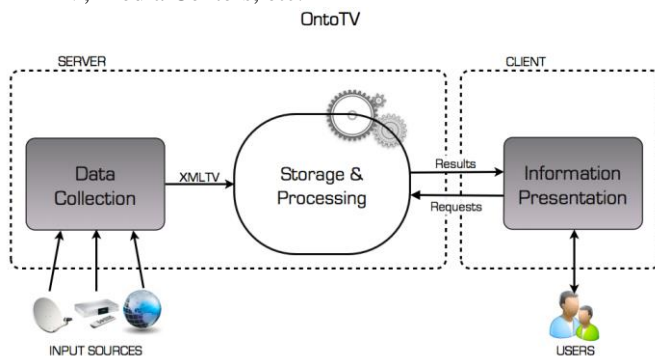 OntoTV
SERVER
CLIENT
Data
Collection
XMLTV
Storage &
Processing
Results
Requests
Information
Presentation
INPUT SOURCES
USERS